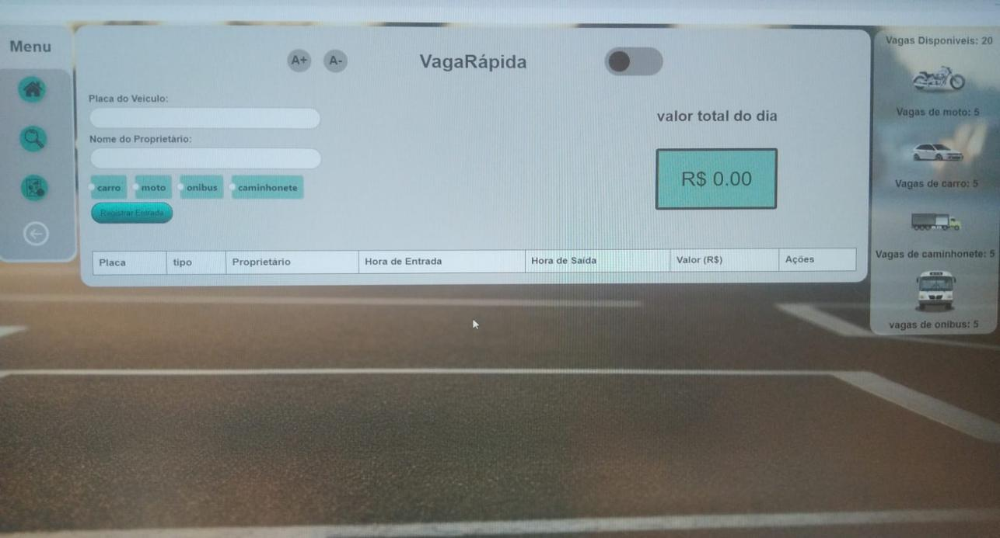 Menu
A+ A-
VagaRápida
Placa do Veiculo:
Nome do Proprietário:
carro moto onibus caminhonete
Registrar Entrada
valor total do dia
R$ 0.00
Placa tipo Proprietário Hora de Entrada Hora de Saída Valor (R$) Ações
Vagas Disponiveis: 20
Vagas de moto: 5
Vagas de carro: 5
Vagas de caminhonete: 5
vagas de onibus: 5